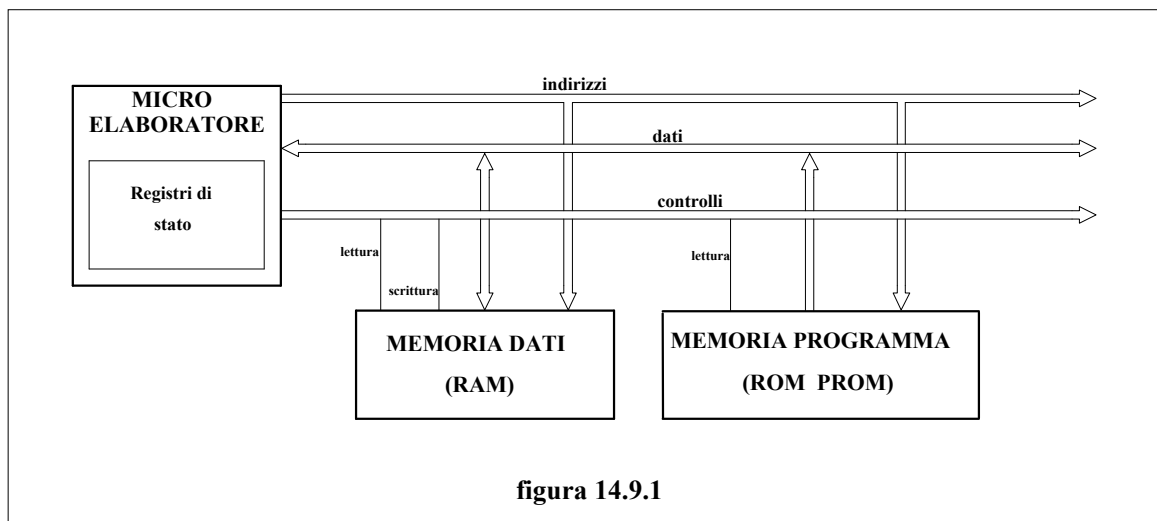 indirizzi
MICRO
ELABORATORE
dati
Registri di
stato
controlli
lettura
scrittura
lettura
MEMORIA DATI
(RAM)
MEMORIA PROGRAMMA
(ROM PROM)
figura 14.9.1